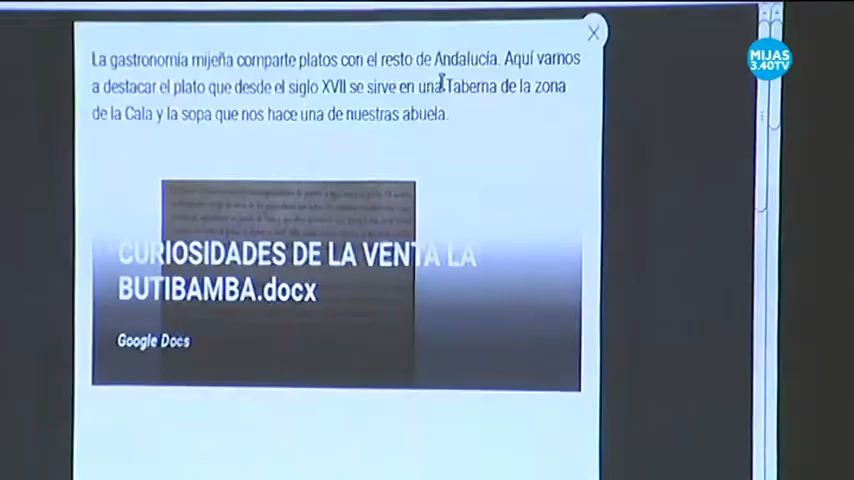 La gastronomía mijeña comparte platos con el resto de Andalucía. Aquí vamos
a destacar el plato que desde el siglo XVII se sirve en una Taberna de la zona
de la Cala y la sopa que nos hace una de nuestras abuela.
CURIOSIDADES DE LA VENTA LA
BUTIBAMBA.docx
Google Docs
MIJAS
3.40TV